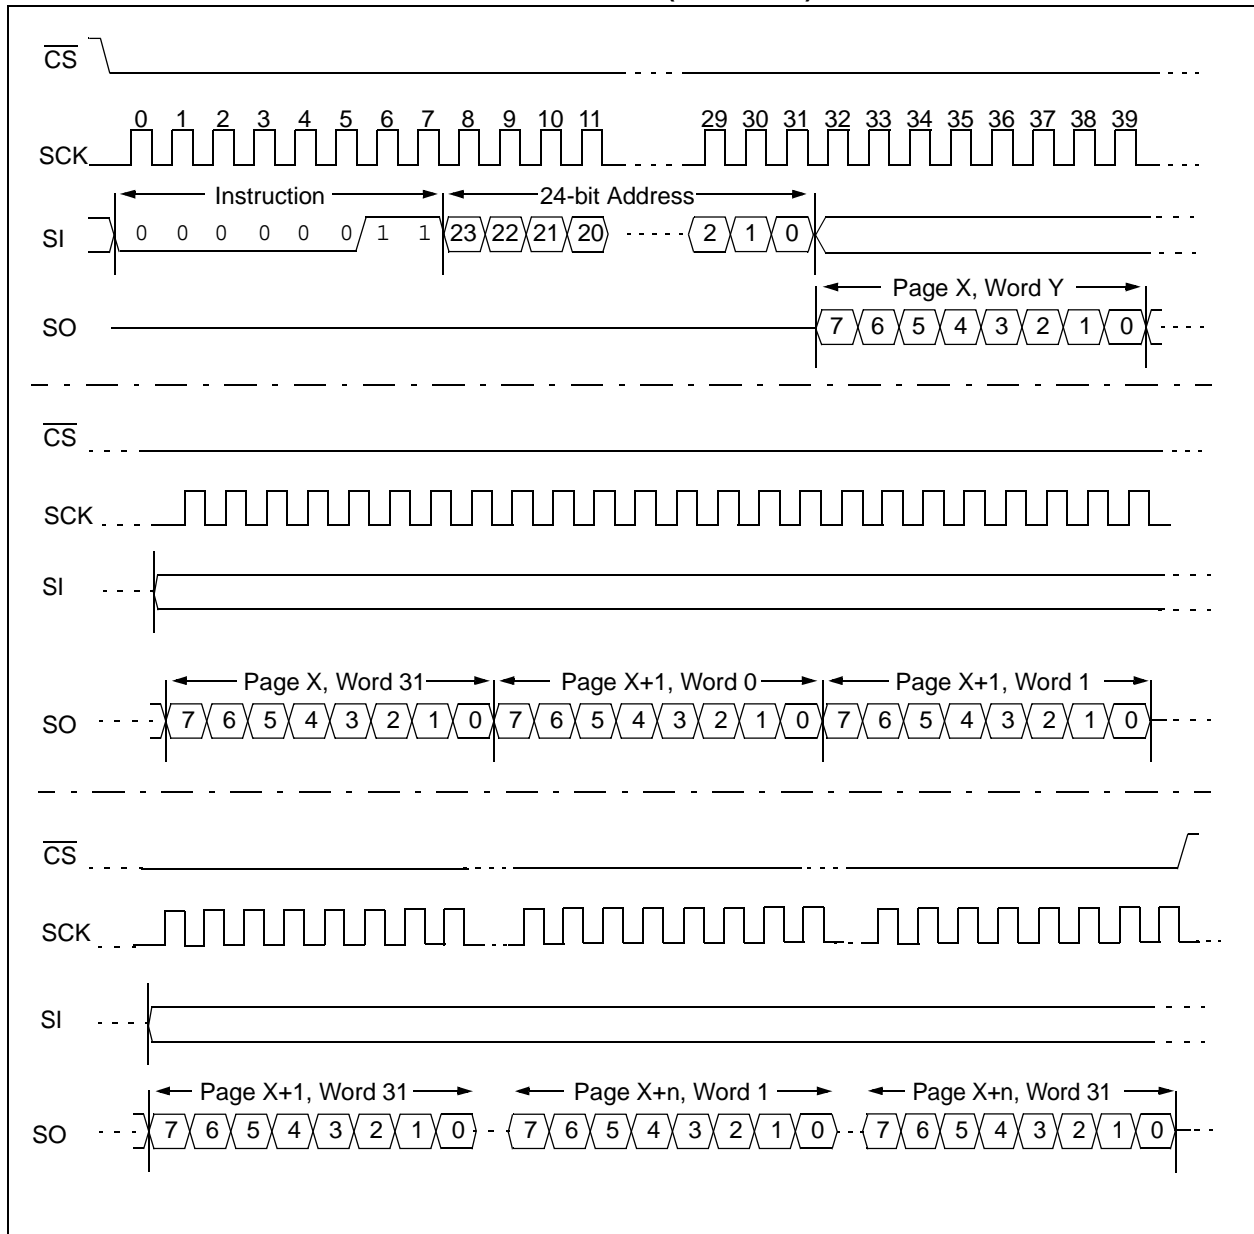 CS
0 1 2 3 4 5 6 7 8 9 10 11 29 30 31 32 33 34 35 36 37 38 39
SCK
Instruction 24-bit Address
SI 0 0 0 0 0 0 1 1 23 22 21 20 2 1 0
Page X, Word Y
SO 7 6 5 4 3 2 1 0
CS
SCK
SI
Page X, Word 31 Page X+1, Word 0 Page X+1, Word 1
SO 7 6 5 4 3 2 1 0 7 6 5 4 3 2 1 0 7 6 5 4 3 2 1 0
CS
SCK
SI
Page X+1, Word 31 Page X+n, Word 1 Page X+n, Word 31
SO 7 6 5 4 3 2 1 0 7 6 5 4 3 2 1 0 7 6 5 4 3 2 1 0